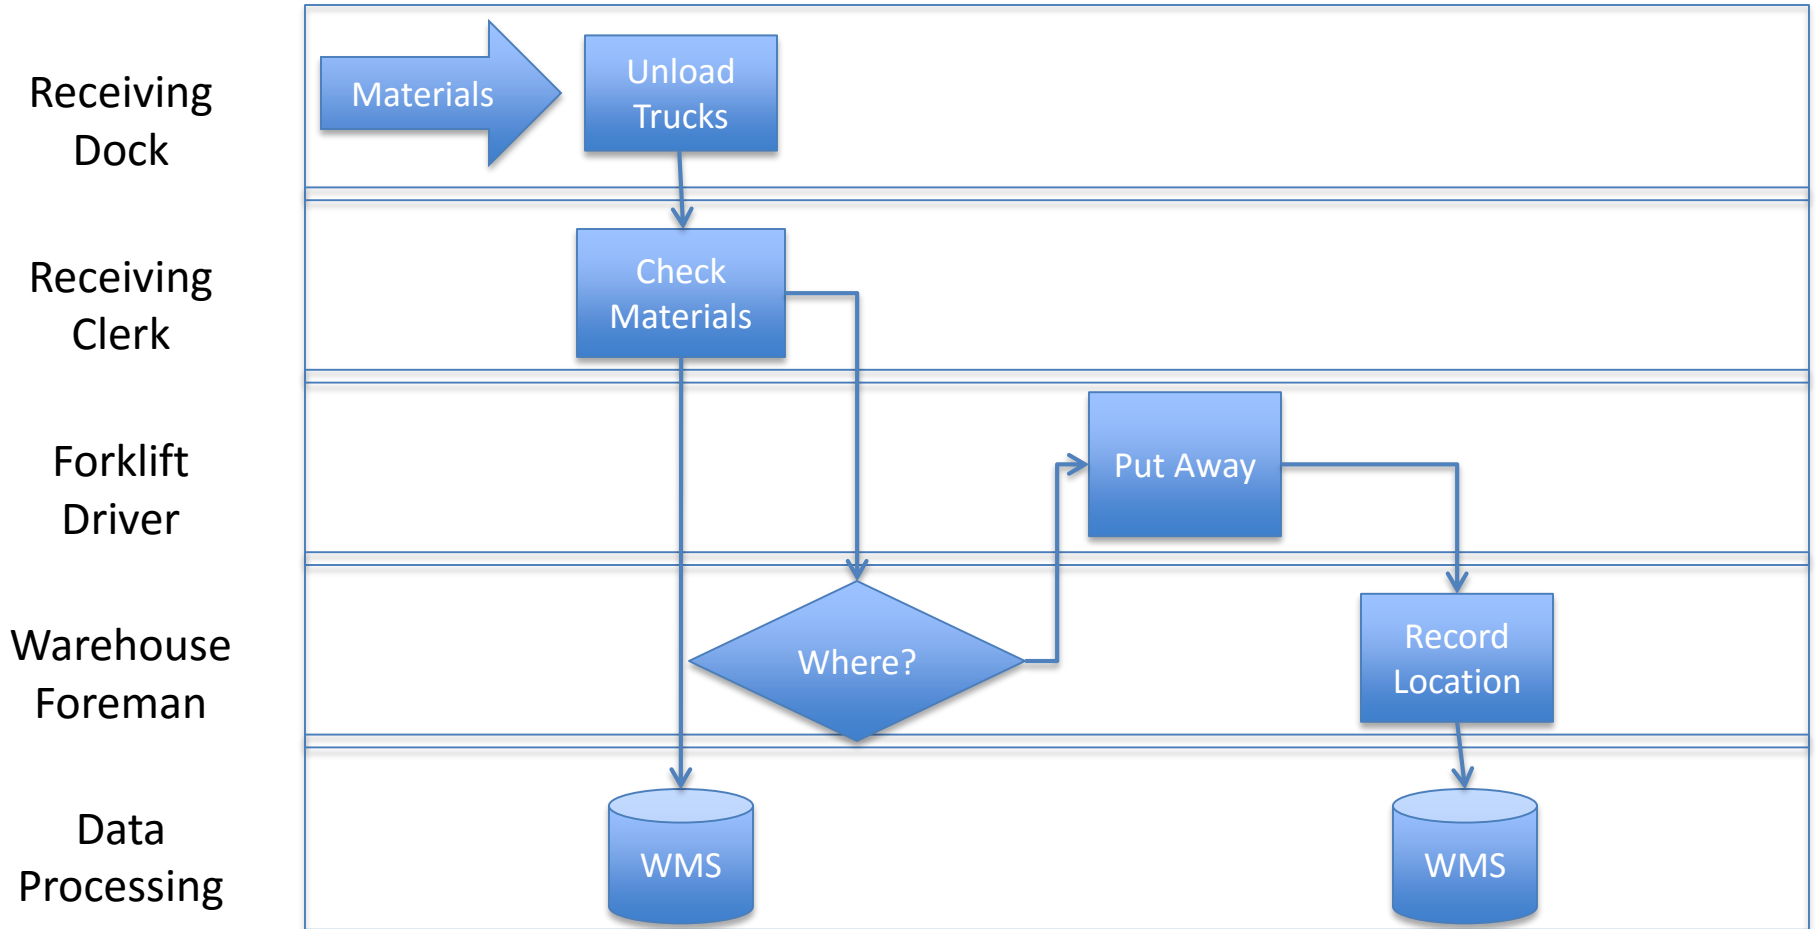 Receiving
Dock
Materials
Unload
Trucks
Receiving
Clerk
Check
Materials
Forklift
Driver
Put Away
Warehouse
Foreman
Where?
Record
Location
Data
Processing
WMS
WMS